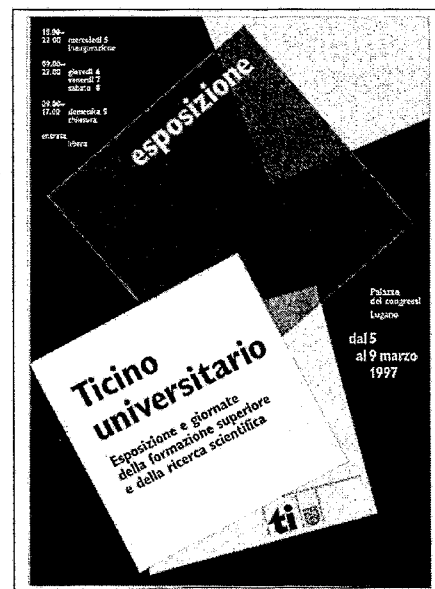 18.00–
22.00 mercoledì 5
inaugurazione
09.00–
22.00 giovedì 6
venerdì 7
sabato 8
09.00–
17.00 domenica 5
chiusura
entrata
libera
esposizione
Palazzo
dei congressi
Lugano
dal 5
al 9 marzo
1997
Ticino
universitario
Esposizione e giornate
della formazione superiore
e della ricerca scientifica
ti